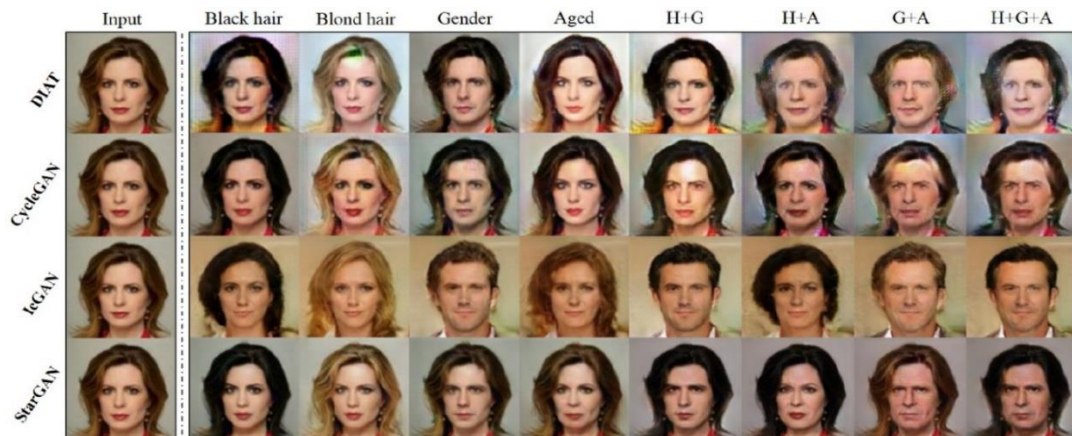 Input Black hair Blond hair Gender Aged H+G H+A G+A H+G+A
DIAT
CycleGAN
IcGAN
StarGAN